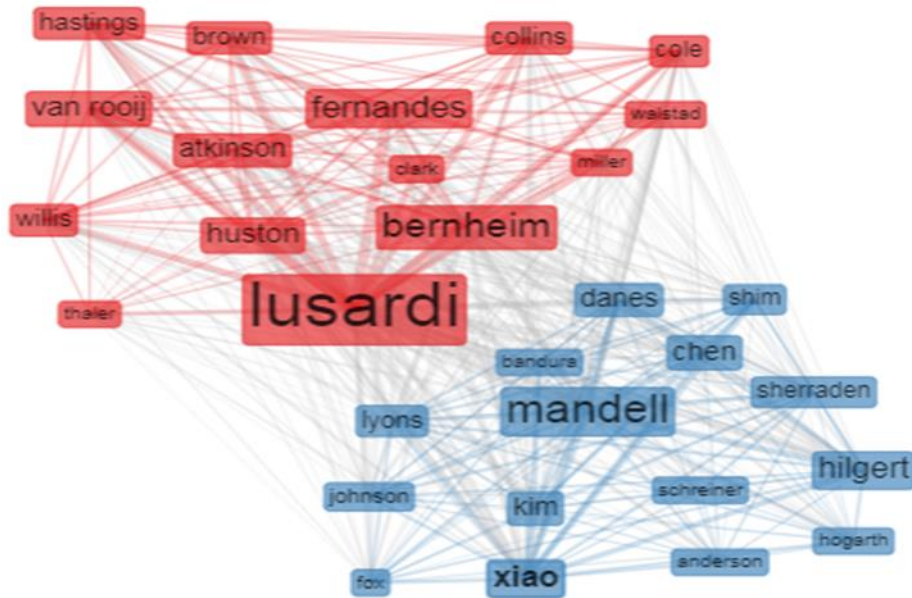 hastings
brown
collins
cole
van rooij
fernandes
walstad
atkinson
clark
miller
willis
huston
bernheim
lusardi
thaler
danes
shim
bandura
chen
mandell
sherraden
lyons
hilgert
johnson
kim
schreiner
hogarth
anderson
fox
xiao